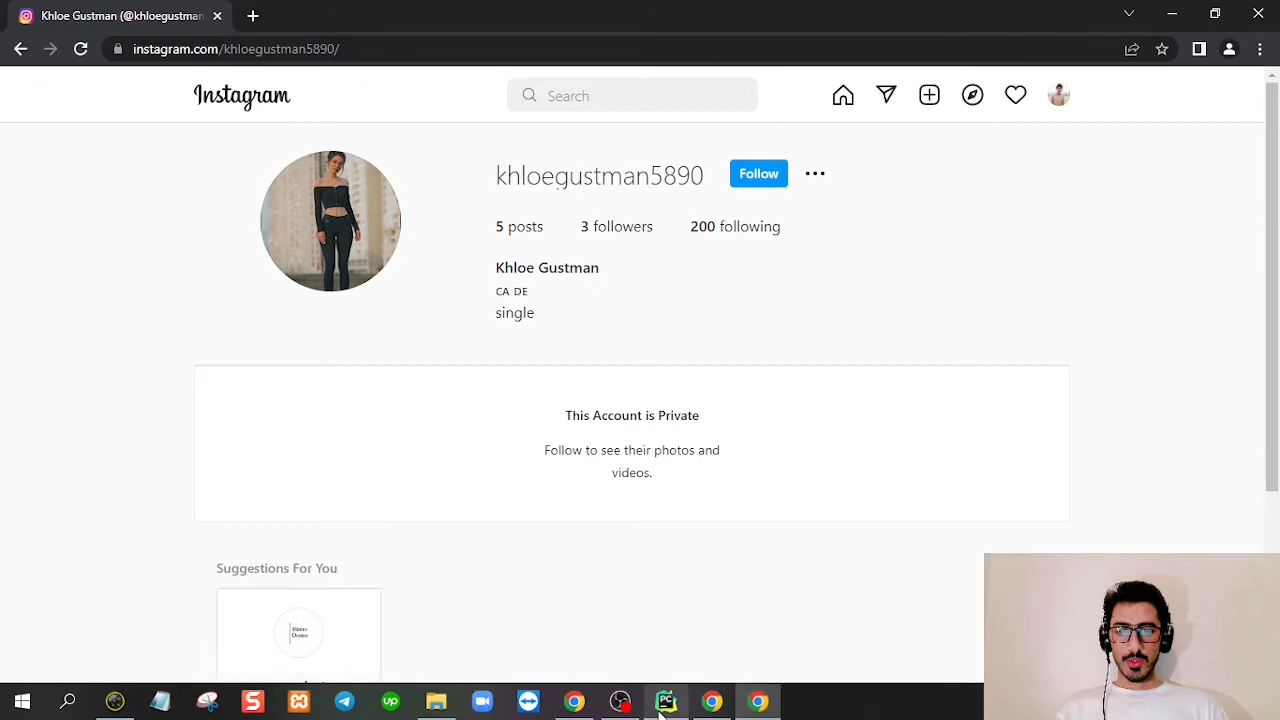 Khloe Gustman (@khloegustman
instagram.com/khloegustman5890/
Instagram
Search
khloegustman5890
Follow
5 posts
3 followers
200 following
Khloe Gustman
CA DE
single
This Account is Private
Follow to see their photos and
videos.
Suggestions For You